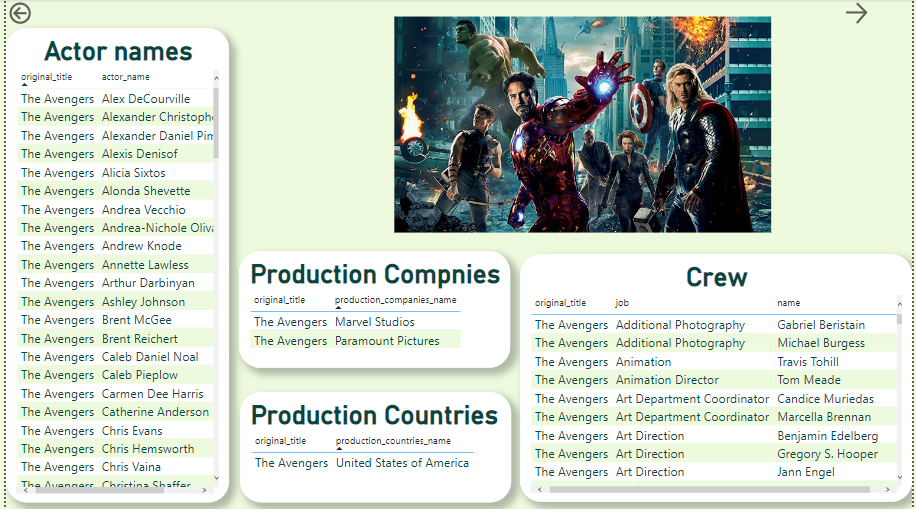 Actor names
original_title actor_name
The Avengers Alex DeCourville
The Avengers Alexander Christoph
The Avengers Alexander Daniel Pim
The Avengers Alexis Denisof
The Avengers Alicia Sixtos
The Avengers Alonda Shevette
The Avengers Andrea Vecchio
The Avengers Andrea-Nichole Oliva
The Avengers Andrew Knode
The Avengers Annette Lawless
The Avengers Arthur Darbinyan
The Avengers Ashley Johnson
The Avengers Brent McGee
The Avengers Brent Reichert
The Avengers Caleb Daniel Noal
The Avengers Caleb Pieplow
The Avengers Carmen Dee Harris
The Avengers Catherine Anderson
The Avengers Chris Evans
The Avengers Chris Hemsworth
The Avengers Chris Vaina
The Avengers Christina Shaffer
Production Compnies
original_title production_companies_name
The Avengers Marvel Studios
The Avengers Paramount Pictures
Production Countries
original_title production_countries_name
The Avengers United States of America
Crew
original_title job name
The Avengers Additional Photography Gabriel Beristain
The Avengers Additional Photography Michael Burgess
The Avengers Animation Travis Tohill
The Avengers Animation Director Tom Meade
The Avengers Art Department Coordinator Candice Muriedas
The Avengers Art Department Coordinator Marcella Brennan
The Avengers Art Direction Benjamin Edelberg
The Avengers Art Direction Gregory S. Hooper
The Avengers Art Direction Jann Engel